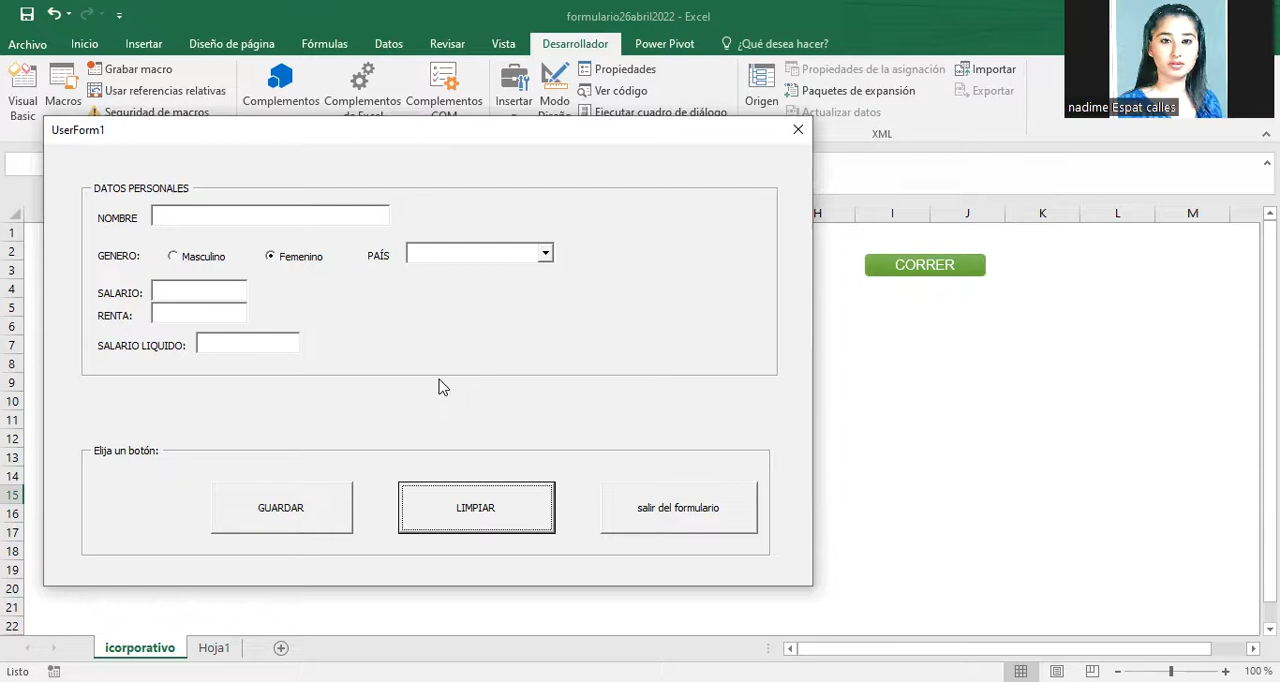 formulario26abril2022 - Excel
Archivo Inicio Insertar Diseño de página Fórmulas Datos Revisar Vista Desarrollador Power Pivot ¿Qué desea hacer?
Visual Basic
Macros
Grabar macro
Usar referencias relativas
Seguridad de macros
Complementos
Complementos de Excel
Complementos COM
Insertar
Modo Diseño
Propiedades
Ver código
Ejecutar cuadro de diálogo
Origen
Propiedades de la asignación
Paquetes de expansión
Actualizar datos
Importar
Exportar
XML
nadime Espat calles
UserForm1
DATOS PERSONALES
NOMBRE
GENERO: Masculino Femenino PAÍS
SALARIO:
RENTA:
SALARIO LIQUIDO:
Elija un botón:
GUARDAR LIMPIAR salir del formulario
H I J K L M
CORRER
1
2
3
4
5
6
7
8
9
10
11
12
13
14
15
16
17
18
19
20
21
22
icorporativo Hoja1
Listo
100 %